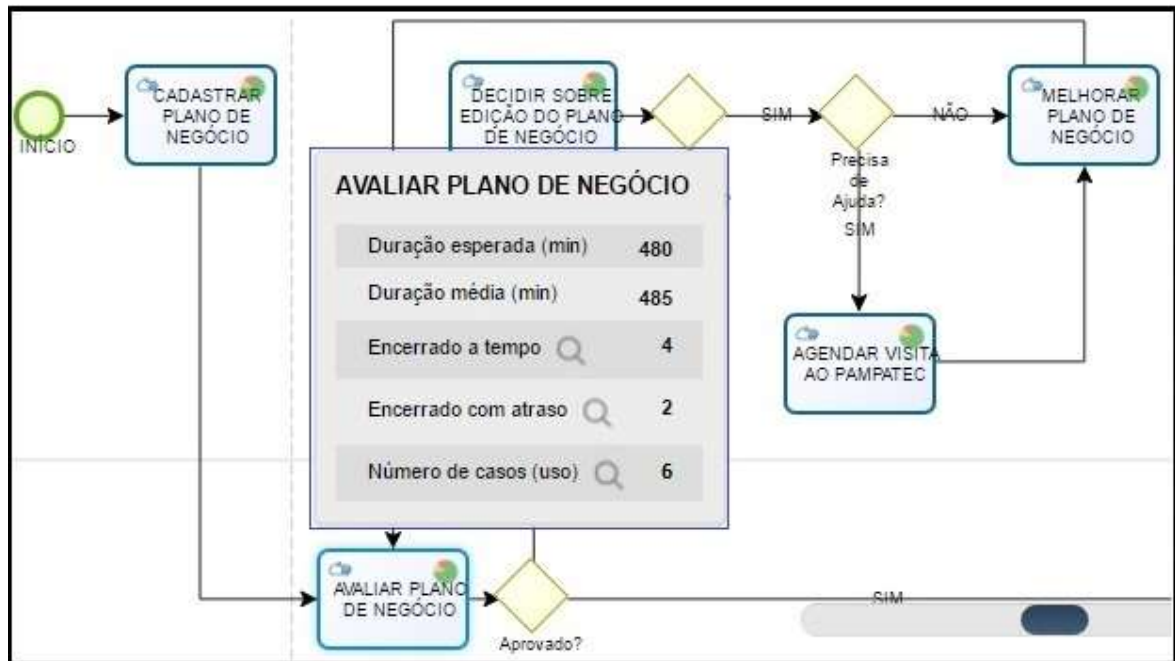 INÍCIO
CADASTRAR
PLANO DE
NEGÓCIO
DECIDIR SOBRE
EDIÇÃO DO PLANO
DE NEGÓCIO
SIM
Precisa
de
Ajuda?
SIM
NÃO
MELHORAR
PLANO DE
NEGÓCIO
AGENDAR VISITA
AO PAMPATEC
AVALIAR PLANO DE NEGÓCIO
Duração esperada (min) 480
Duração média (min) 485
Encerrado a tempo 4
Encerrado com atraso 2
Número de casos (uso) 6
AVALIAR PLANO
DE NEGÓCIO
Aprovado?
SIM